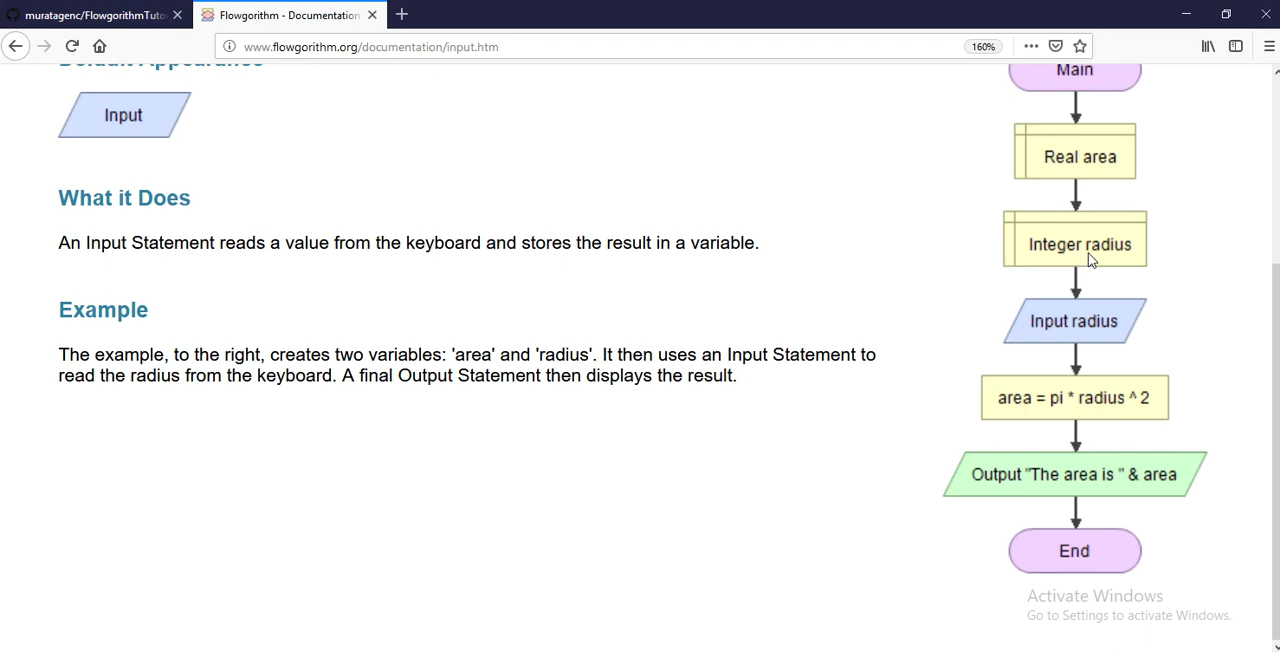 muratagenc/FlowgorithmTuto
Flowgorithm - Documentation
www.flowgorithm.org/documentation/input.htm
160%
Default Appearance
Input
What it Does
An Input Statement reads a value from the keyboard and stores the result in a variable.
Example
The example, to the right, creates two variables: 'area' and 'radius'. It then uses an Input Statement to
read the radius from the keyboard. A final Output Statement then displays the result.
Main
Real area
Integer radius
Input radius
area = pi * radius ^ 2
Output "The area is " & area
End
Activate Windows
Go to Settings to activate Windows.